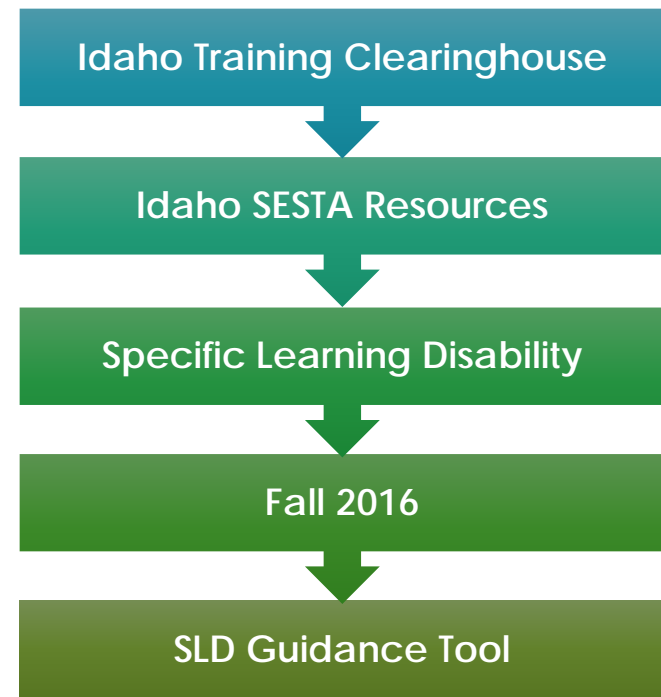 Idaho Training Clearinghouse
Idaho SESTA Resources
Specific Learning Disability
Fall 2016
SLD Guidance Tool